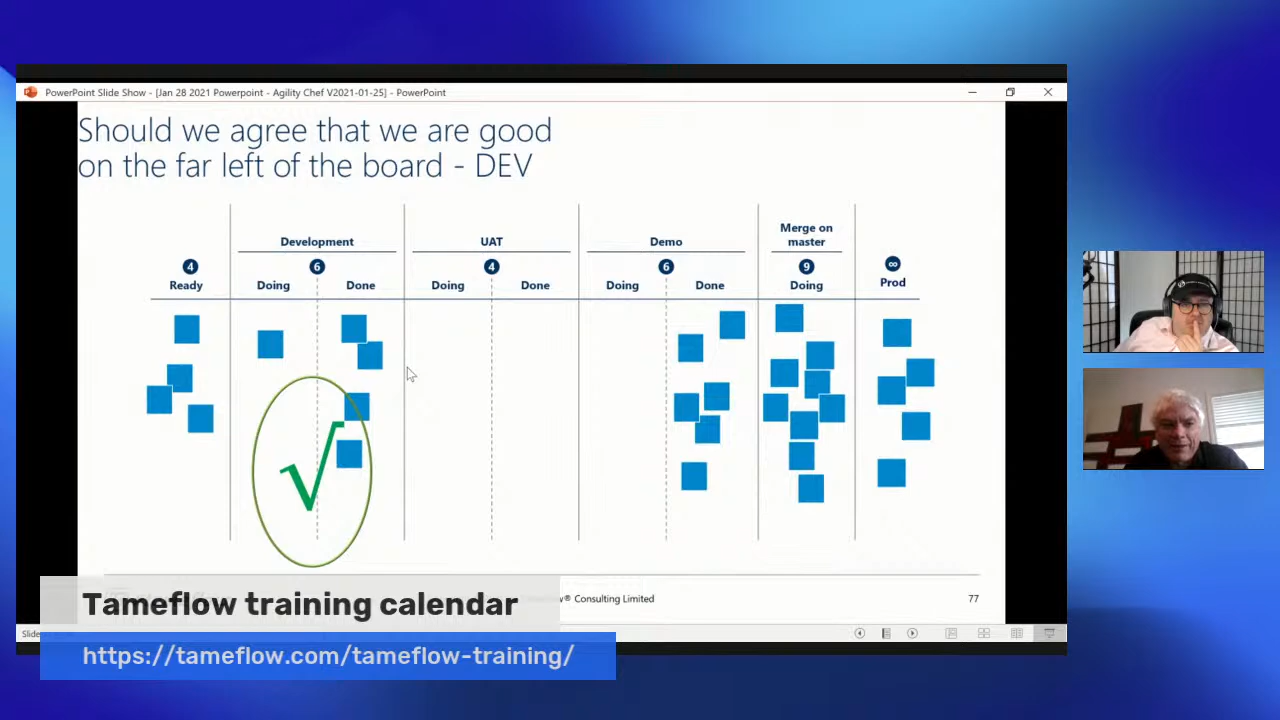 PowerPoint Slide Show - [Jan 28 2021 Powerpoint - Agility Chef V2021-01-25] - PowerPoint
Should we agree that we are good
on the far left of the board - DEV
Development
UAT
Demo
Merge on
master
4
6
4
6
9
∞
Ready
Doing
Done
Doing
Done
Doing
Done
Doing
Prod
® Consulting Limited
77
Tameflow training calendar
https://tameflow.com/tameflow-training/